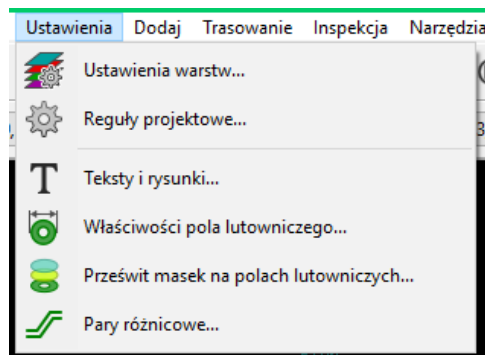 Ustawienia Dodaj Trasowanie Inspekcja Narzędzia
Ustawienia warstw...
Reguły projektowe...
Teksty i rysunki...
Właściwości pola lutowniczego...
Prześwit masek na polach lutowniczych...
Pary różnicowe...